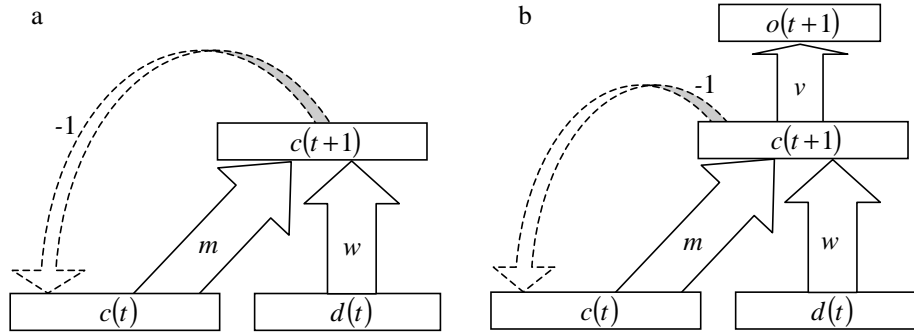 a
-1
c(t+1)
m
w
c(t)
d(t)
b
o(t+1)
-1
v
c(t+1)
m
w
c(t)
d(t)